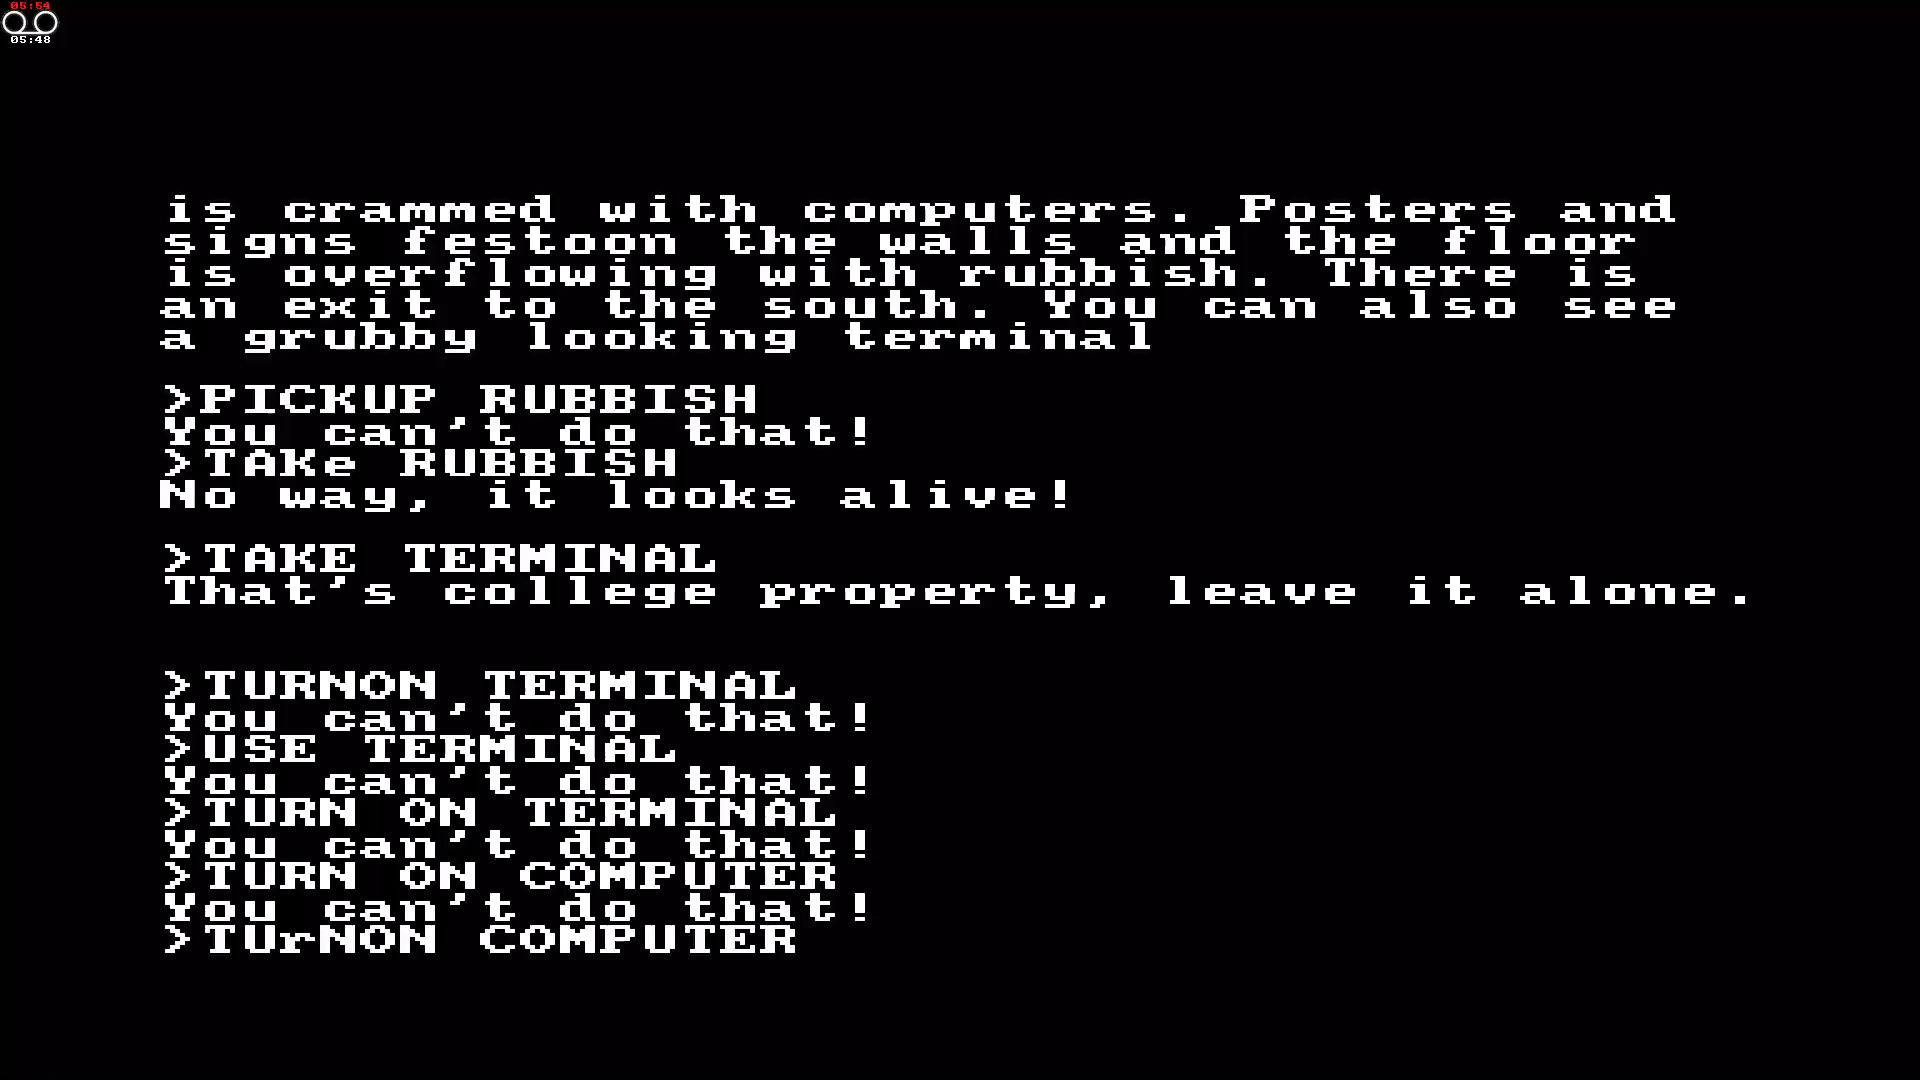 05:54
05:48
is crammed with computers. Posters and
signs festoon the walls and the floor
is overflowing with rubbish. There is
an exit to the south. You can also see
a grubby looking terminal
>PICKUP RUBBISH
You can't do that!
>TAKe RUBBISH
No way, it looks alive!
>TAKE TERMINAL
That's college property, leave it alone.
>TURNON TERMINAL
You can't do that!
>USE TERMINAL
You can't do that!
>TURN ON TERMINAL
You can't do that!
>TURN ON COMPUTER
You can't do that!
>TUrNON COMPUTER